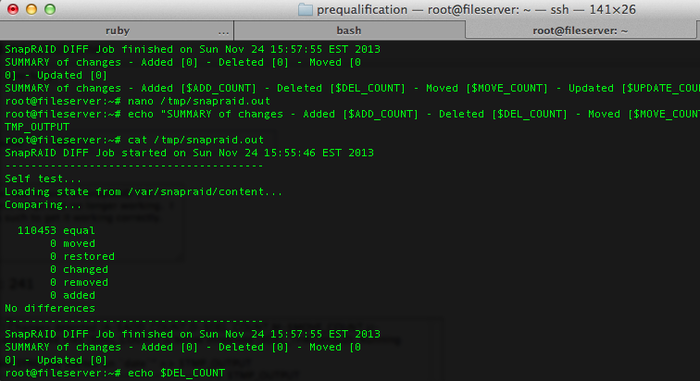 prequalification — root@fileserver: ~ — ssh — 141×26
ruby ... bash root@fileserver: ~
SnapRAID DIFF Job finished on Sun Nov 24 15:57:55 EST 2013
SUMMARY of changes - Added [0] - Deleted [0] - Moved [0
0] - Updated [0]
SUMMARY of changes - Added [$ADD_COUNT] - Deleted [$DEL_COUNT] - Moved [$MOVE_COUNT] - Updated [$UPDATE_COU
root@fileserver:~# nano /tmp/snapraid.out
root@fileserver:~# echo "SUMMARY of changes - Added [$ADD_COUNT] - Deleted [$DEL_COUNT] - Moved [$MOVE_COUNT
TMP_OUTPUT
root@fileserver:~# cat /tmp/snapraid.out
SnapRAID DIFF Job started on Sun Nov 24 15:55:46 EST 2013
----------------------------------------
Self test...
Loading state from /var/snapraid/content...
Comparing...
110453 equal
0 moved
0 restored
0 changed
0 removed
0 added
No differences
----------------------------------------
SnapRAID DIFF Job finished on Sun Nov 24 15:57:55 EST 2013
SUMMARY of changes - Added [0] - Deleted [0] - Moved [0
0] - Updated [0]
root@fileserver:~# echo $DEL_COUNT